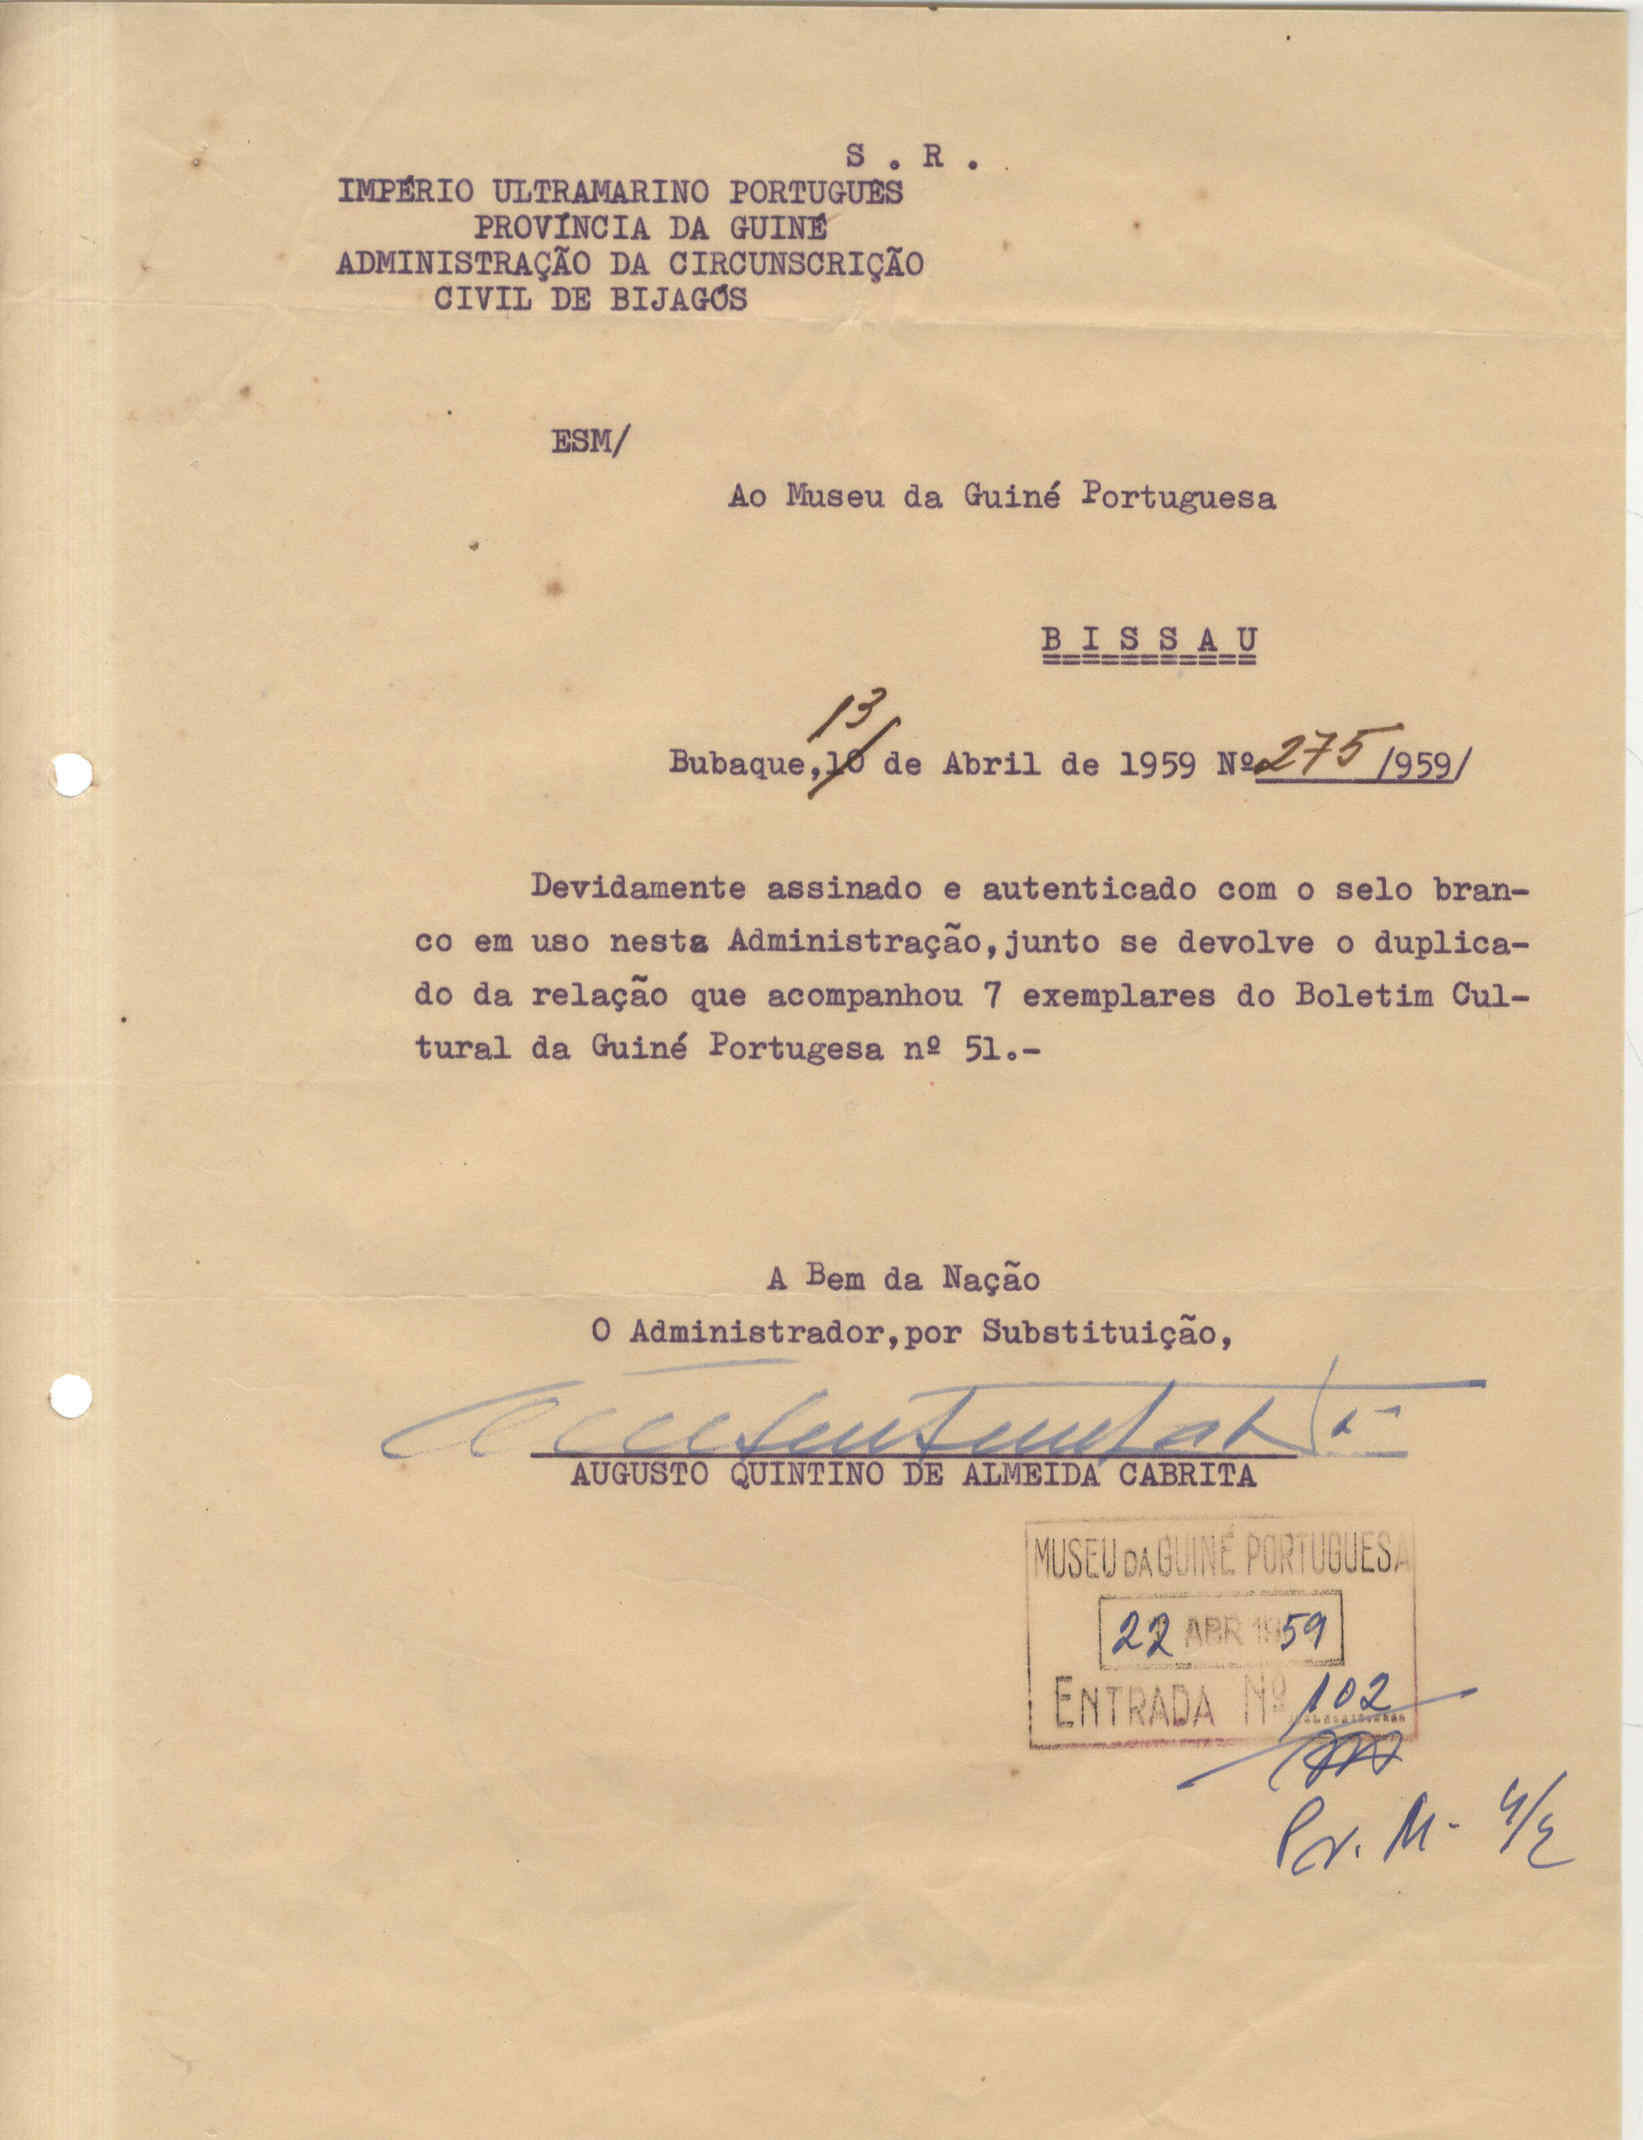 S . R .
IMPÉRIO ULTRAMARINO PORTUGUÊS
PROVÍNCIA DA GUINÉ
ADMINISTRAÇÃO DA CIRCUNSCRIÇÃO
CIVIL DE BIJAGÓS
ESM/
Ao Museu da Guiné Portuguesa
B I S S A U
13
Bubaque,10 de Abril de 1959 Nº 275/959/
Devidamente assinado e autenticado com o selo bran-
co em uso nesta Administração,junto se devolve o duplica-
do da relação que acompanhou 7 exemplares do Boletim Cul-
tural da Guiné Portugesa nº 51.-
A Bem da Nação
O Administrador,por Substituição,
AUGUSTO QUINTINO DE ALMEIDA CABRITA
MUSEU DA GUINÉ PORTUGUESA
22 ABR 1959
ENTRADA Nº 102